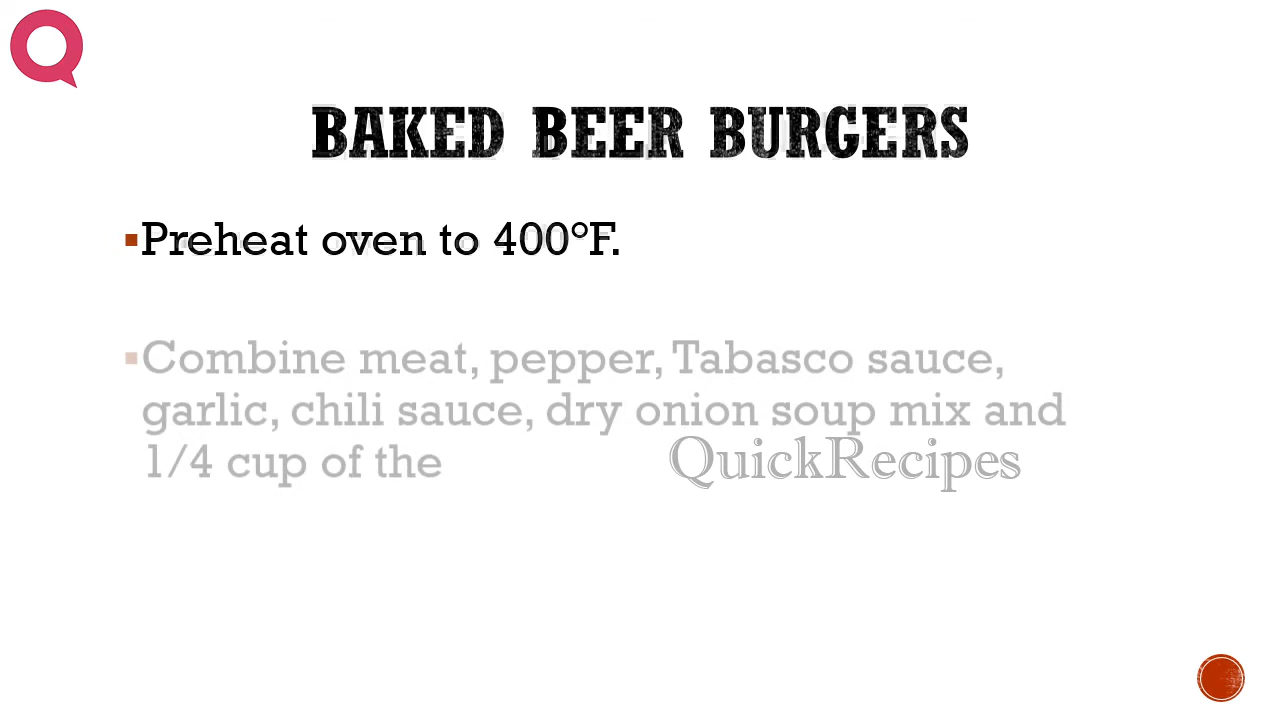 BAKED BEER BURGERS
▪Preheat oven to 400°F.
▪Combine meat, pepper, Tabasco sauce,
garlic, chili sauce, dry onion soup mix and
1/4 cup of the
QuickRecipes